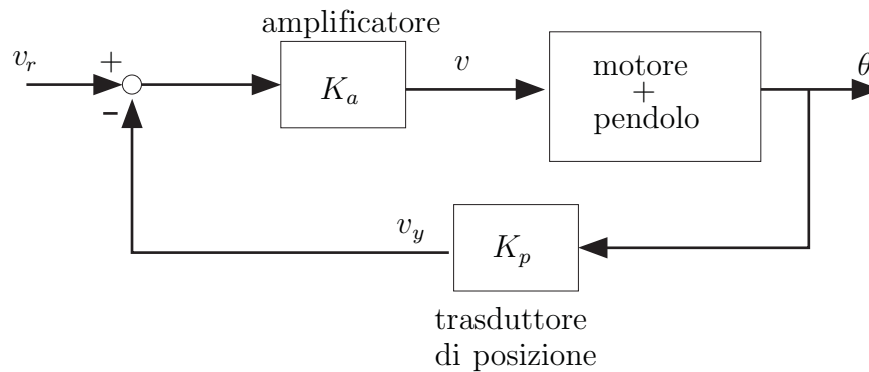 amplificatore
v_r
+
K_a
v
motore
+
pendolo
θ
−
v_y
K_p
trasduttore
di posizione